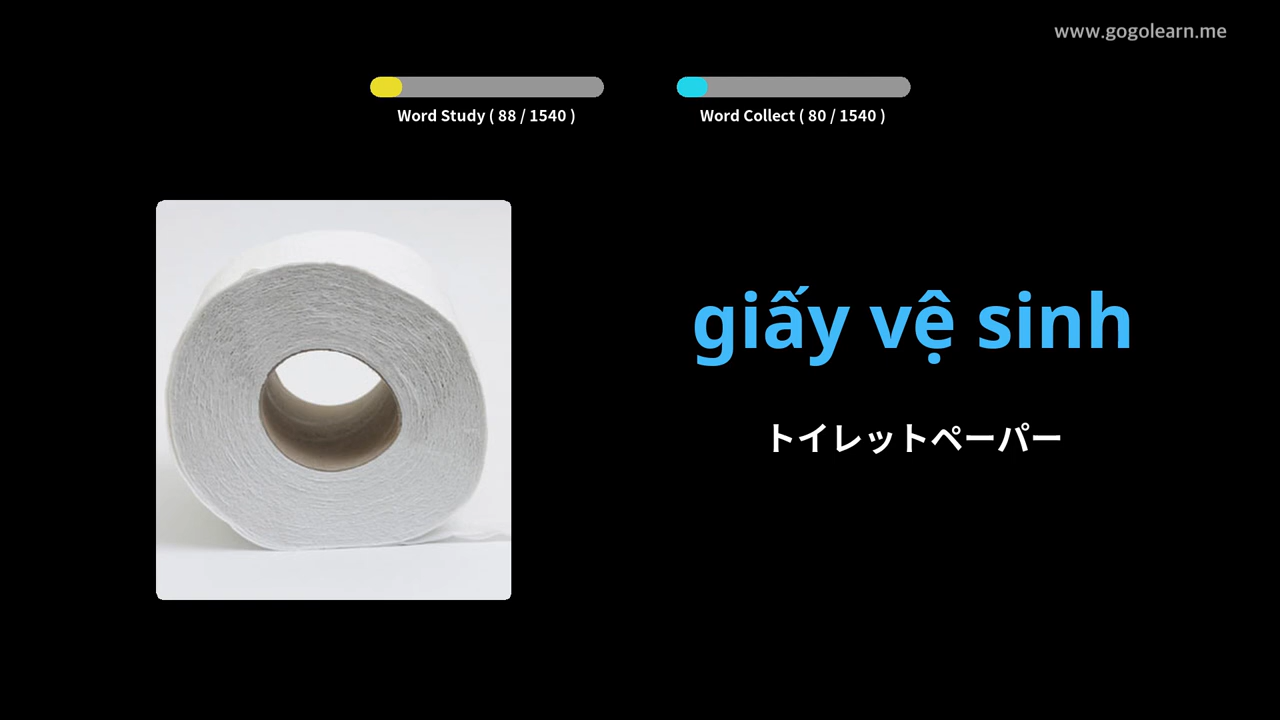 www.gogolearn.me
Word Study ( 88 / 1540 )
Word Collect ( 80 / 1540 )
giấy vệ sinh
トイレットペーパー